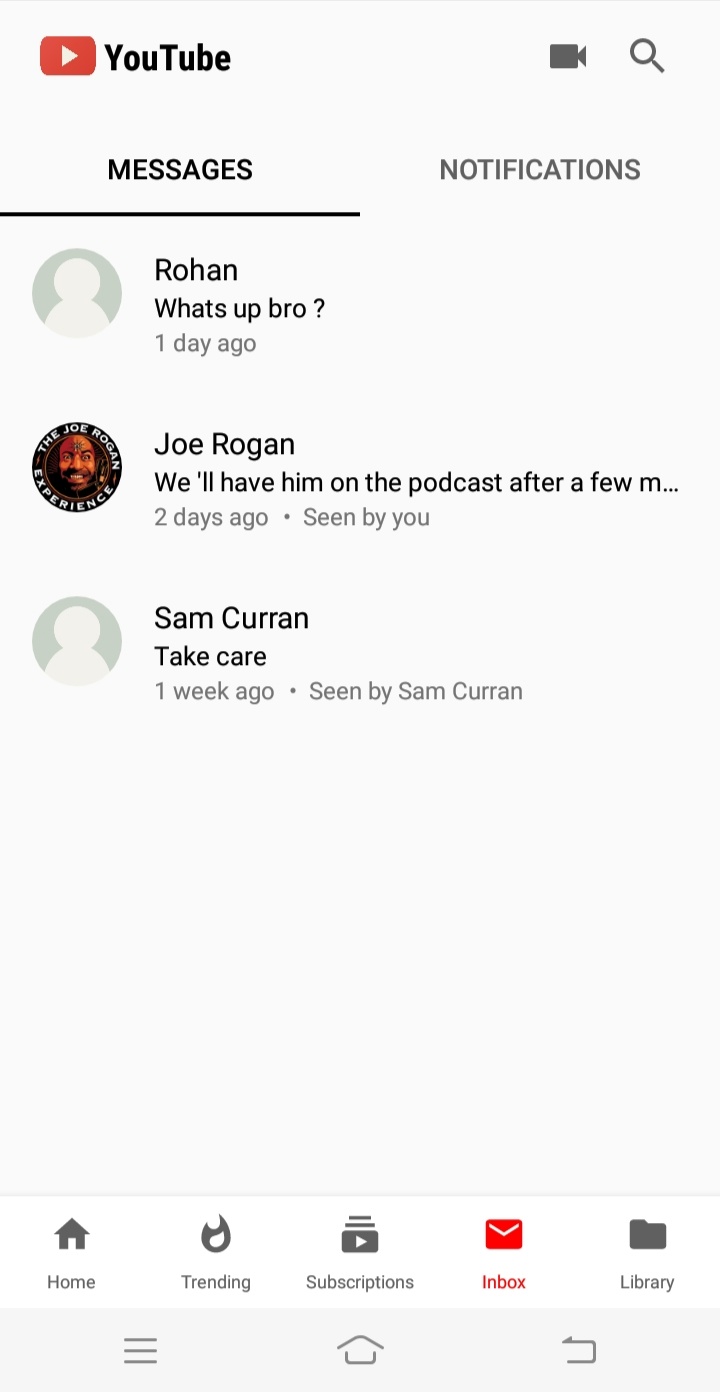 YouTube
MESSAGES
NOTIFICATIONS
Rohan
Whats up bro ?
1 day ago
THE JOE ROGAN
EXPERIENCE
Joe Rogan
We 'll have him on the podcast after a few m...
2 days ago • Seen by you
Sam Curran
Take care
1 week ago • Seen by Sam Curran
Home
Trending
Subscriptions
Inbox
Library